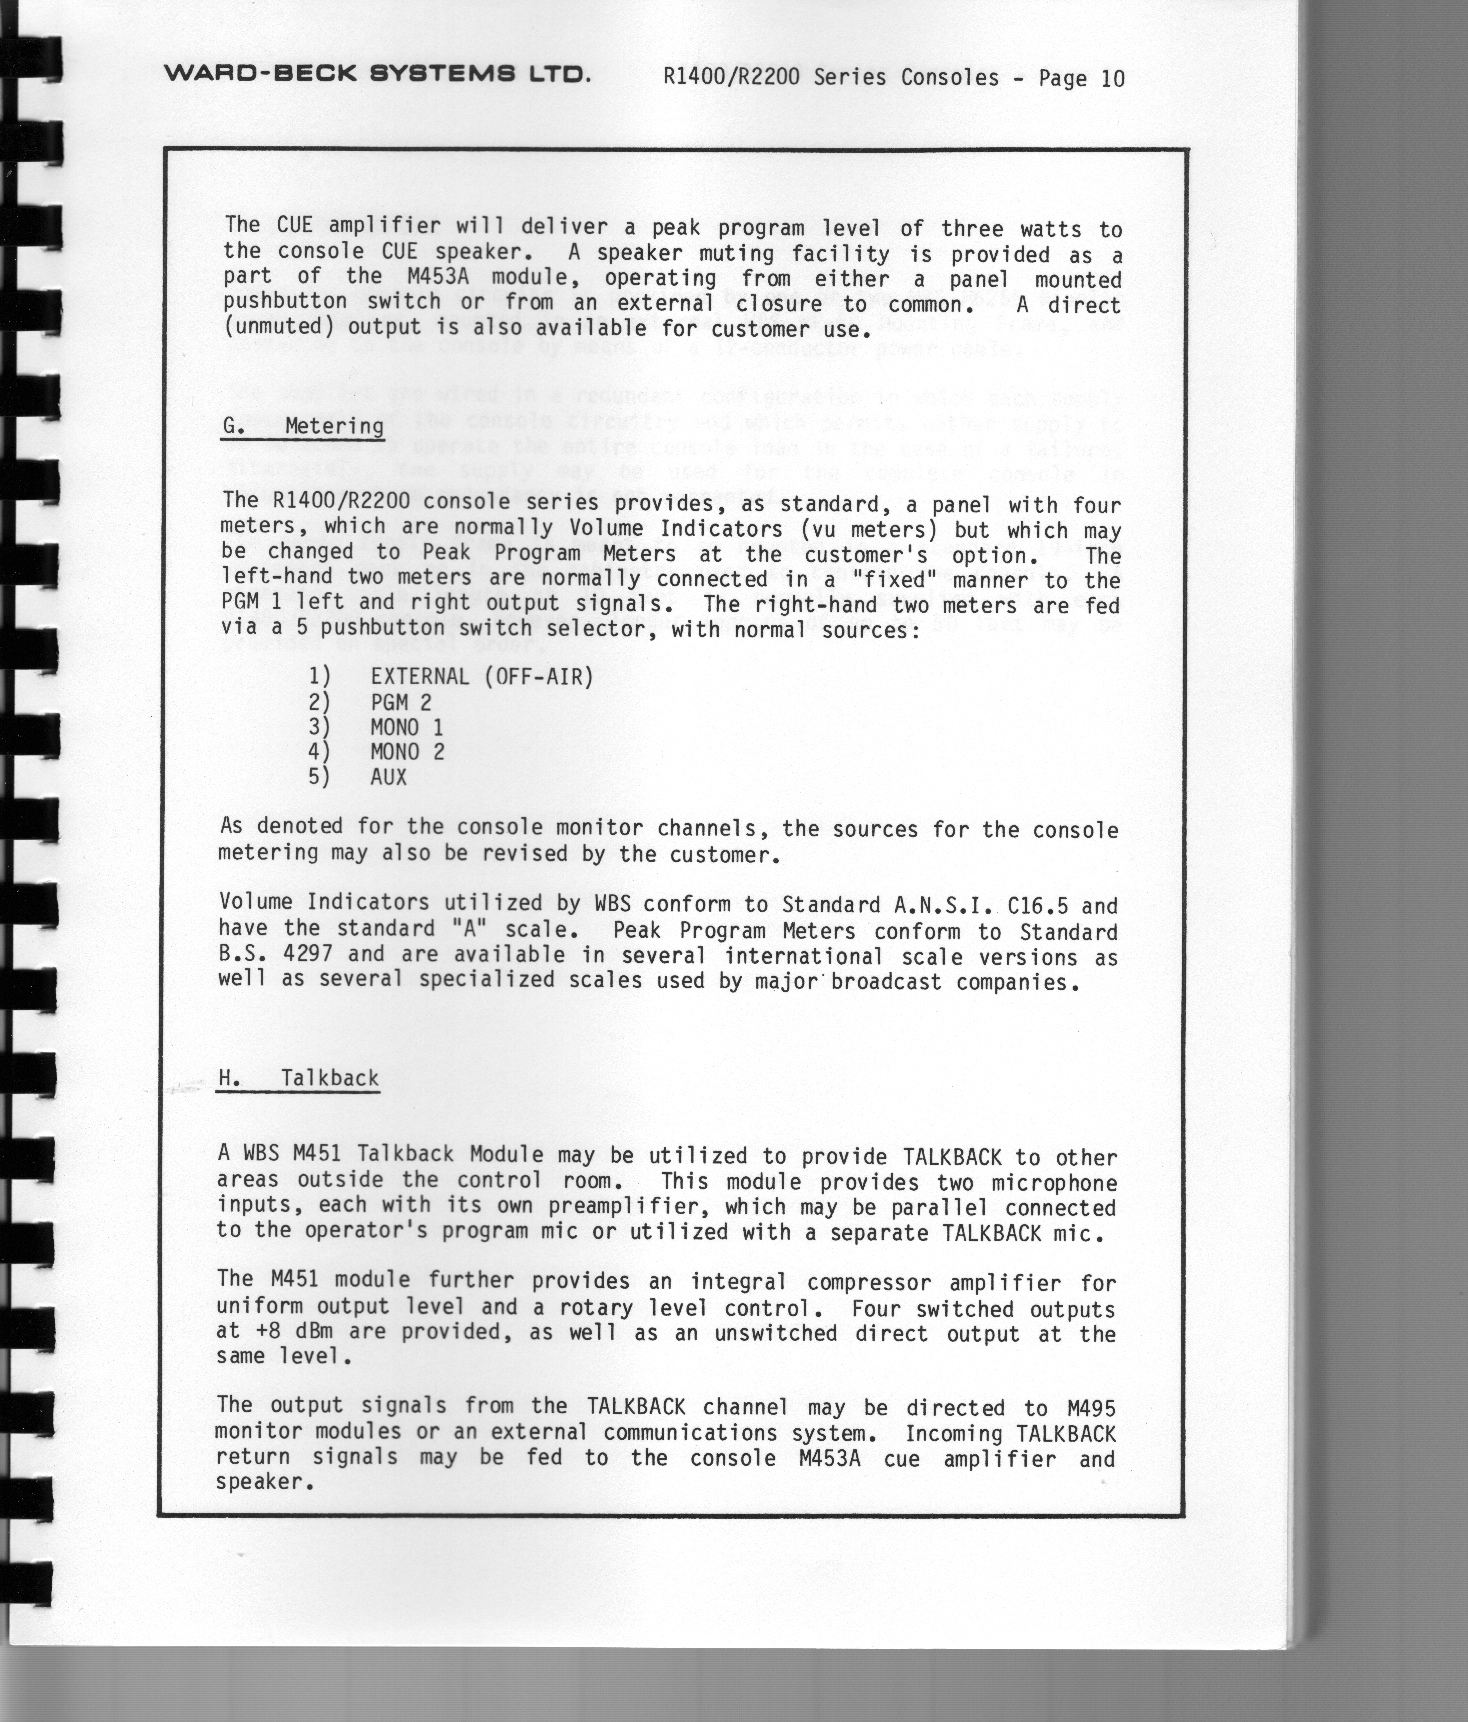 WARD-BECK SYSTEMS LTD. R1400/R2200 Series Consoles - Page 10
The CUE amplifier will deliver a peak program level of three watts to
the console CUE speaker. A speaker muting facility is provided as a
part of the M453A module, operating from either a panel mounted
pushbutton switch or from an external closure to common. A direct
(unmuted) output is also available for customer use.
G. Metering
The R1400/R2200 console series provides, as standard, a panel with four
meters, which are normally Volume Indicators (vu meters) but which may
be changed to Peak Program Meters at the customer's option. The
left-hand two meters are normally connected in a "fixed" manner to the
PGM 1 left and right output signals. The right-hand two meters are fed
via a 5 pushbutton switch selector, with normal sources:
1) EXTERNAL (OFF-AIR)
2) PGM 2
3) MONO 1
4) MONO 2
5) AUX
As denoted for the console monitor channels, the sources for the console
metering may also be revised by the customer.
Volume Indicators utilized by WBS conform to Standard A.N.S.I. C16.5 and
have the standard "A" scale. Peak Program Meters conform to Standard
B.S. 4297 and are available in several international scale versions as
well as several specialized scales used by major broadcast companies.
H. Talkback
A WBS M451 Talkback Module may be utilized to provide TALKBACK to other
areas outside the control room. This module provides two microphone
inputs, each with its own preamplifier, which may be parallel connected
to the operator's program mic or utilized with a separate TALKBACK mic.
The M451 module further provides an integral compressor amplifier for
uniform output level and a rotary level control. Four switched outputs
at +8 dBm are provided, as well as an unswitched direct output at the
same level.
The output signals from the TALKBACK channel may be directed to M495
monitor modules or an external communications system. Incoming TALKBACK
return signals may be fed to the console M453A cue amplifier and
speaker.